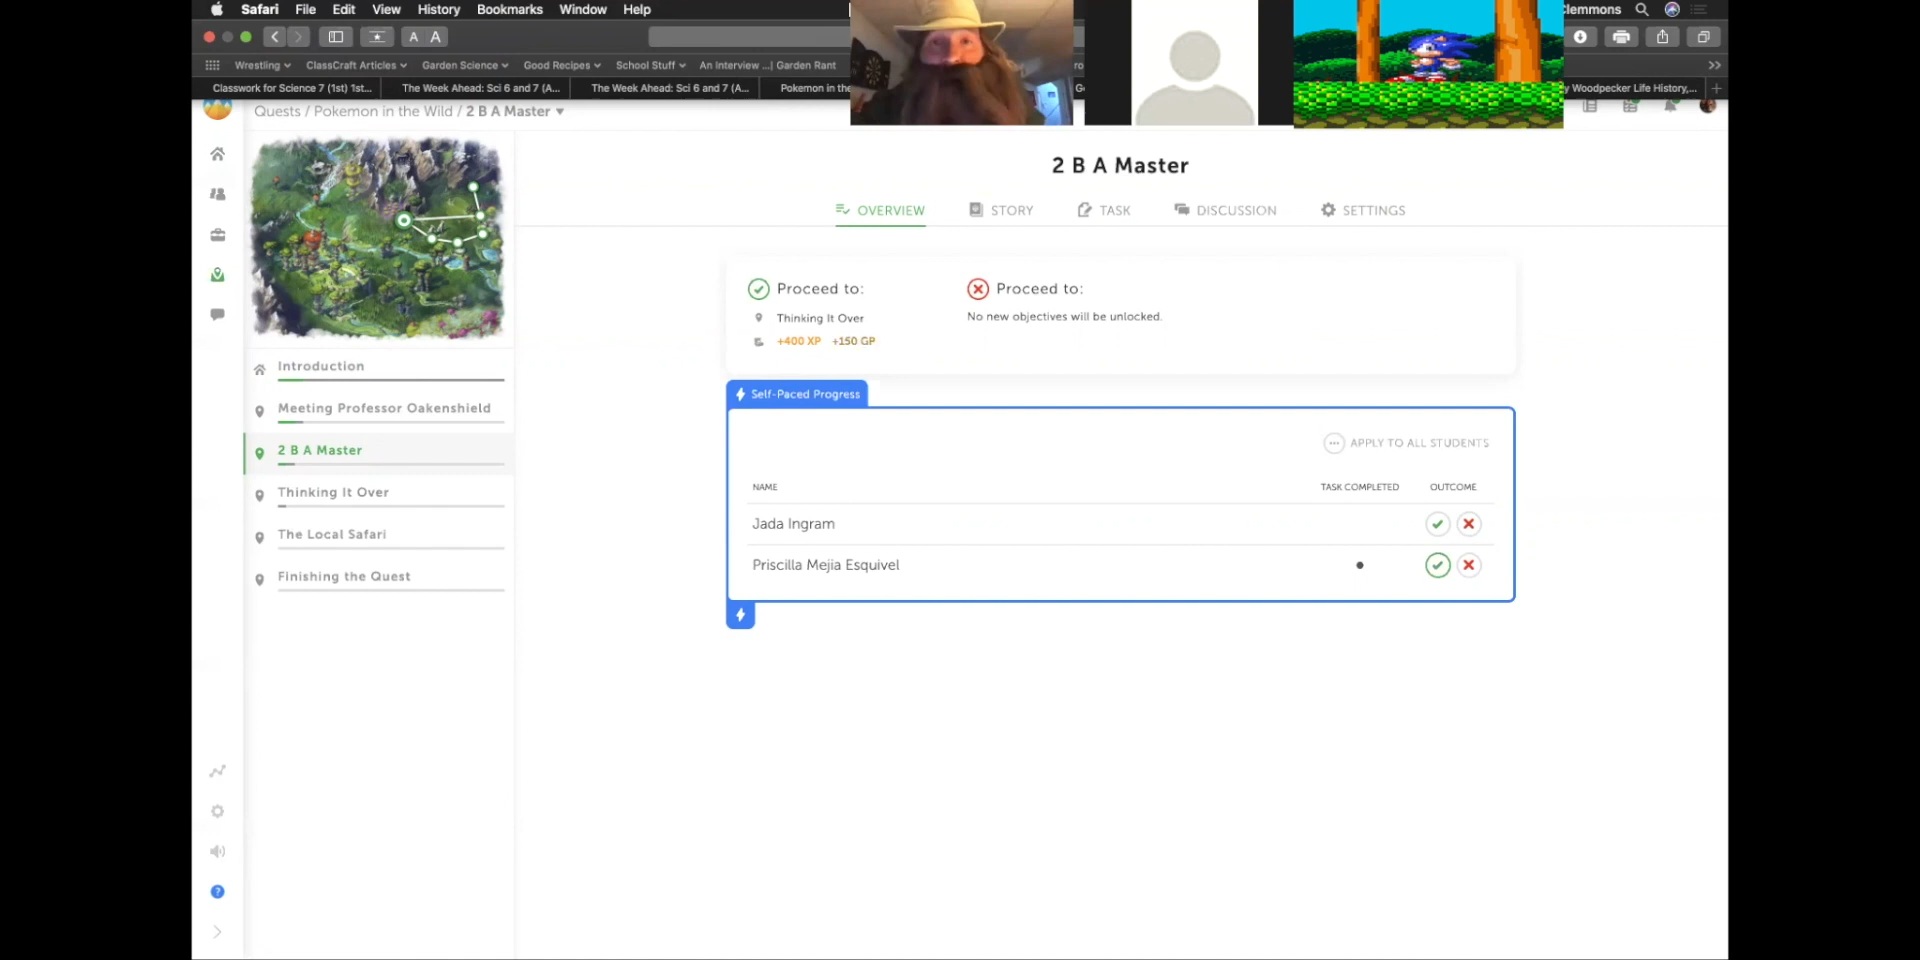 Safari File Edit View History Bookmarks Window Help
Clemmons
A A
Wrestling ClassCraft Articles Garden Science Good Recipes School Stuff An Interview ...| Garden Rant
Classwork for Science 7 (1st) 1st... The Week Ahead: Sci 6 and 7 (A... The Week Ahead: Sci 6 and 7 (A... Pokemon in the
Woodpecker Life History,...
Quests / Pokemon in the Wild / 2 B A Master
2 B A Master
OVERVIEW STORY TASK DISCUSSION SETTINGS
Proceed to: Proceed to:
Thinking It Over No new objectives will be unlocked.
+400 XP +150 GP
Introduction
Meeting Professor Oakenshield
2 B A Master
Thinking It Over
The Local Safari
Finishing the Quest
Self-Paced Progress
APPLY TO ALL STUDENTS
NAME TASK COMPLETED OUTCOME
Jada Ingram
Priscilla Mejia Esquivel